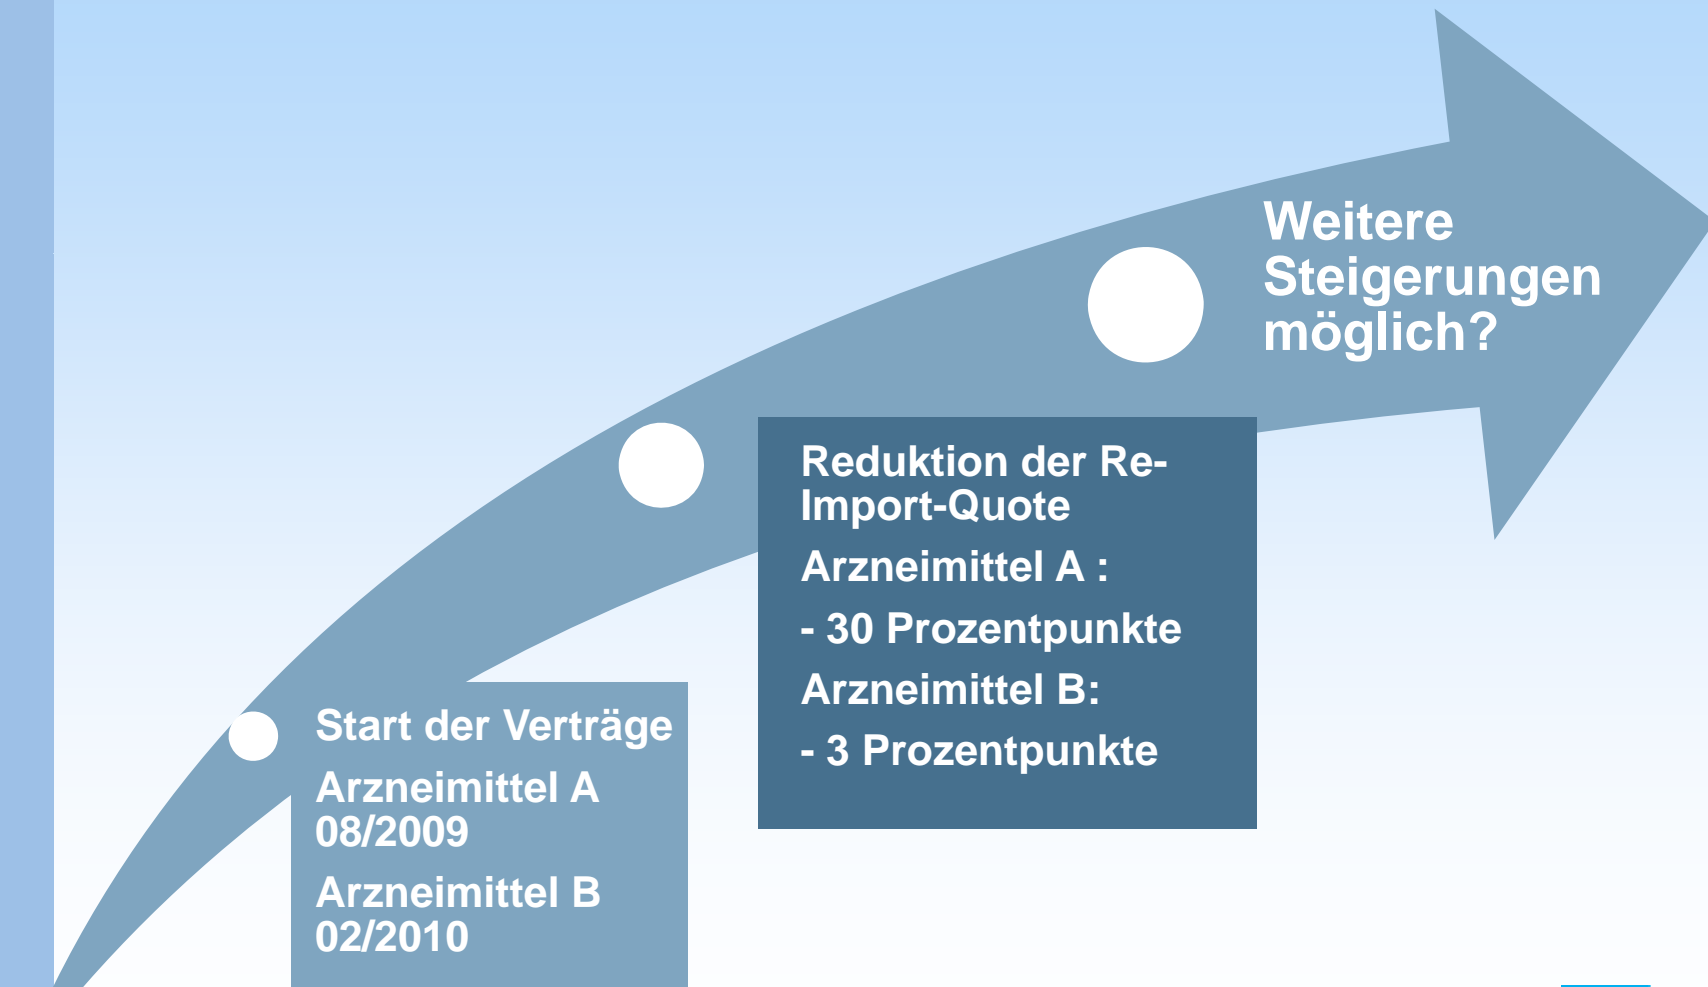 Weitere
Steigerungen
möglich?
Reduktion der Re-
Import-Quote
Arzneimittel A :
- 30 Prozentpunkte
Arzneimittel B:
- 3 Prozentpunkte
Start der Verträge
Arzneimittel A
08/2009
Arzneimittel B
02/2010